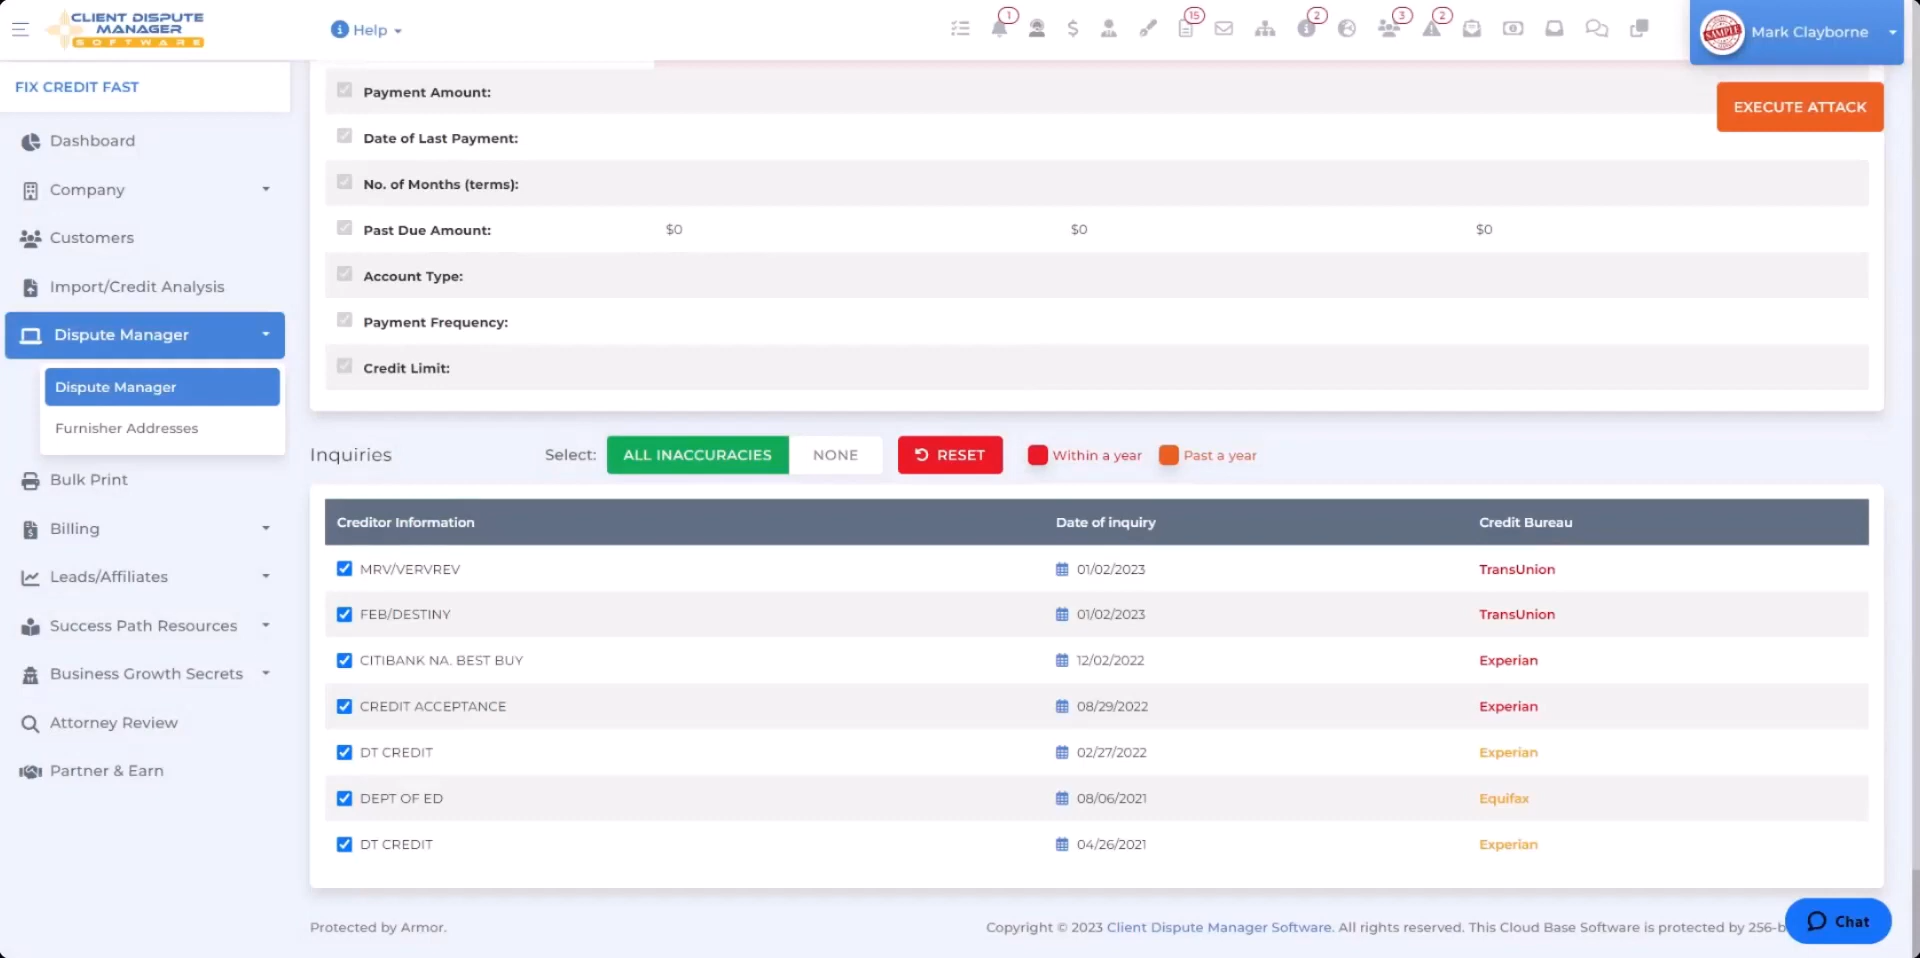 CLIENT DISPUTE
MANAGER
SOFTWARE
Help
1
15
2
3
2
SAMPLE
Mark Clayborne
FIX CREDIT FAST
EXECUTE ATTACK
Dashboard
Company
Customers
Import/Credit Analysis
Dispute Manager
Dispute Manager
Furnisher Addresses
Bulk Print
Billing
Leads/Affiliates
Success Path Resources
Business Growth Secrets
Attorney Review
Partner & Earn
Payment Amount:
Date of Last Payment:
No. of Months (terms):
Past Due Amount: $0 $0 $0
Account Type:
Payment Frequency:
Credit Limit:
Inquiries Select: ALL INACCURACIES NONE RESET Within a year Past a year
Creditor Information Date of inquiry Credit Bureau
MRV/VERVREV 01/02/2023 TransUnion
FEB/DESTINY 01/02/2023 TransUnion
CITIBANK NA. BEST BUY 12/02/2022 Experian
CREDIT ACCEPTANCE 08/29/2022 Experian
DT CREDIT 02/27/2022 Experian
DEPT OF ED 08/06/2021 Equifax
DT CREDIT 04/26/2021 Experian
Protected by Armor. Copyright © 2023 Client Dispute Manager Software. All rights reserved. This Cloud Base Software is protected by 256-b
Chat